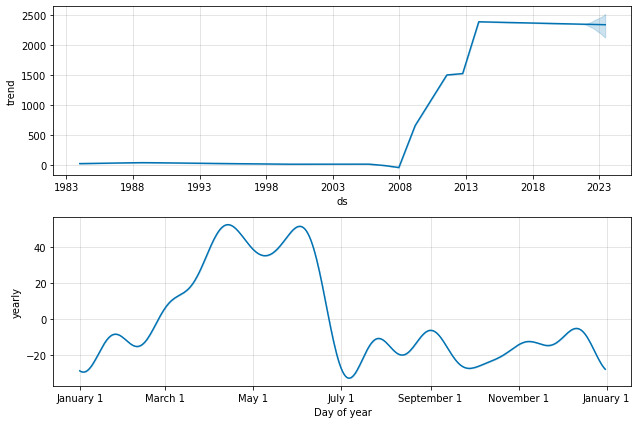 2500
2000
1500
1000
500
0
trend
1983 1988 1993 1998 2003 2008 2013 2018 2023
ds
40
20
0
−20
yearly
January 1 March 1 May 1 July 1 September 1 November 1 January 1
Day of year